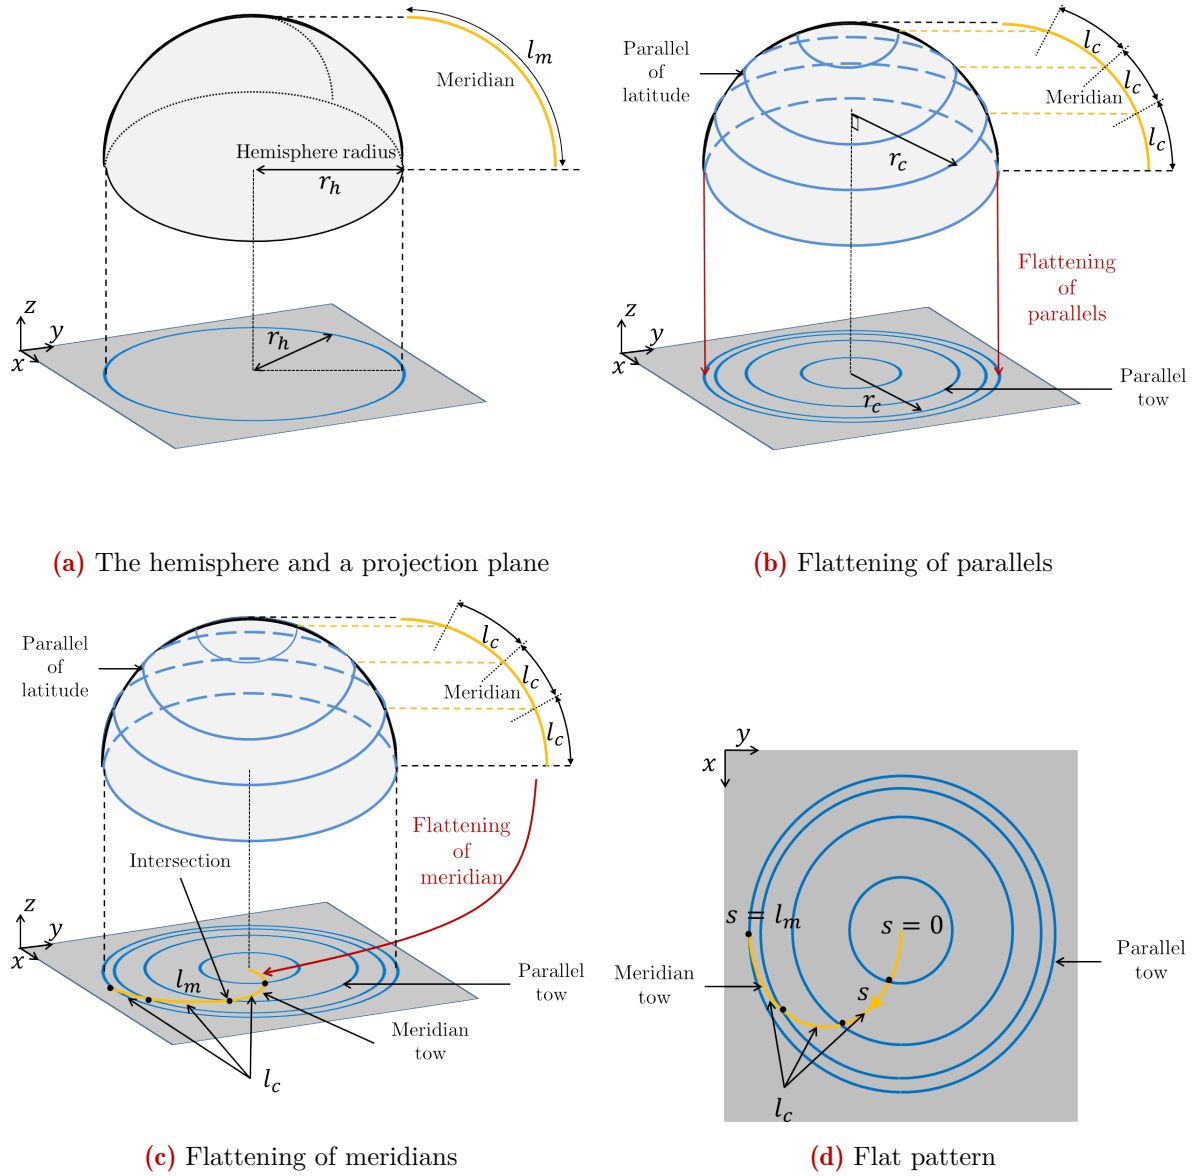 l_m
Meridian
Hemisphere radius
r_h
z
y
x
r_h
(a) The hemisphere and a projection plane
Parallel
of
latitude
l_c
l_c
Meridian
l_c
r_c
Flattening
of
parallels
z
y
x
r_c
Parallel
tow
(b) Flattening of parallels
Parallel
of
latitude
l_c
l_c
Meridian
l_c
Flattening
of
meridian
Intersection
z
y
x
l_m
Parallel
tow
Meridian
tow
l_c
(c) Flattening of meridians
y
x
s = l_m
s = 0
s
Meridian
tow
Parallel
tow
l_c
(d) Flat pattern